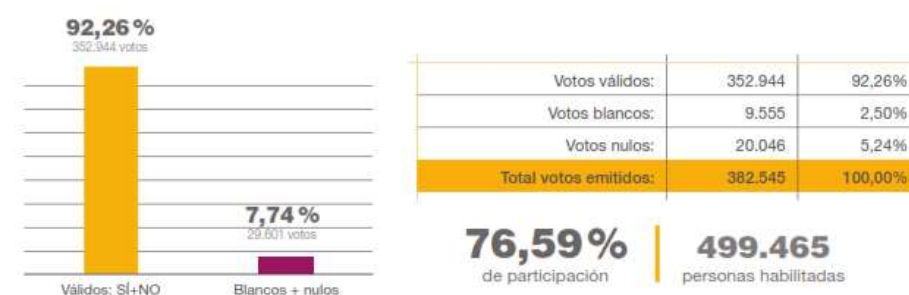 92,26%
352.944 votos
7,74%
29.601 votos
Válidos: SÍ+NO
Blancos + nulos
Votos válidos: 352.944 92,26%
Votos blancos: 9.555 2,50%
Votos nulos: 20.046 5,24%
Total votos emitidos: 382.545 100,00%
76,59%
de participación
499.465
personas habilitadas